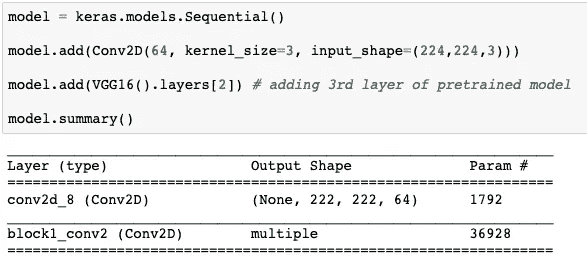 model = keras.models.Sequential()
model.add(Conv2D(64, kernel_size=3, input_shape=(224,224,3)))
model.add(VGG16().layers[2]) # adding 3rd layer of pretrained model
model.summary()
Layer (type) Output Shape Param #
conv2d_8 (Conv2D) (None, 222, 222, 64) 1792
block1_conv2 (Conv2D) multiple 36928